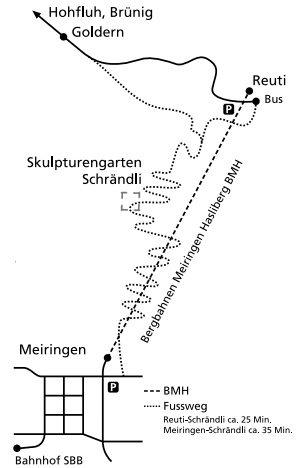 Hohfluh, Brünig
Goldern
Reuti
Bus
P
Skulpturengarten
Schrändli
Bergbahnen Meiringen Hasliberg BMH
Meiringen
P
BMH
Fussweg
Reuti-Schrändli ca. 25 Min.
Meiringen-Schrändli ca. 35 Min.
Bahnhof SBB